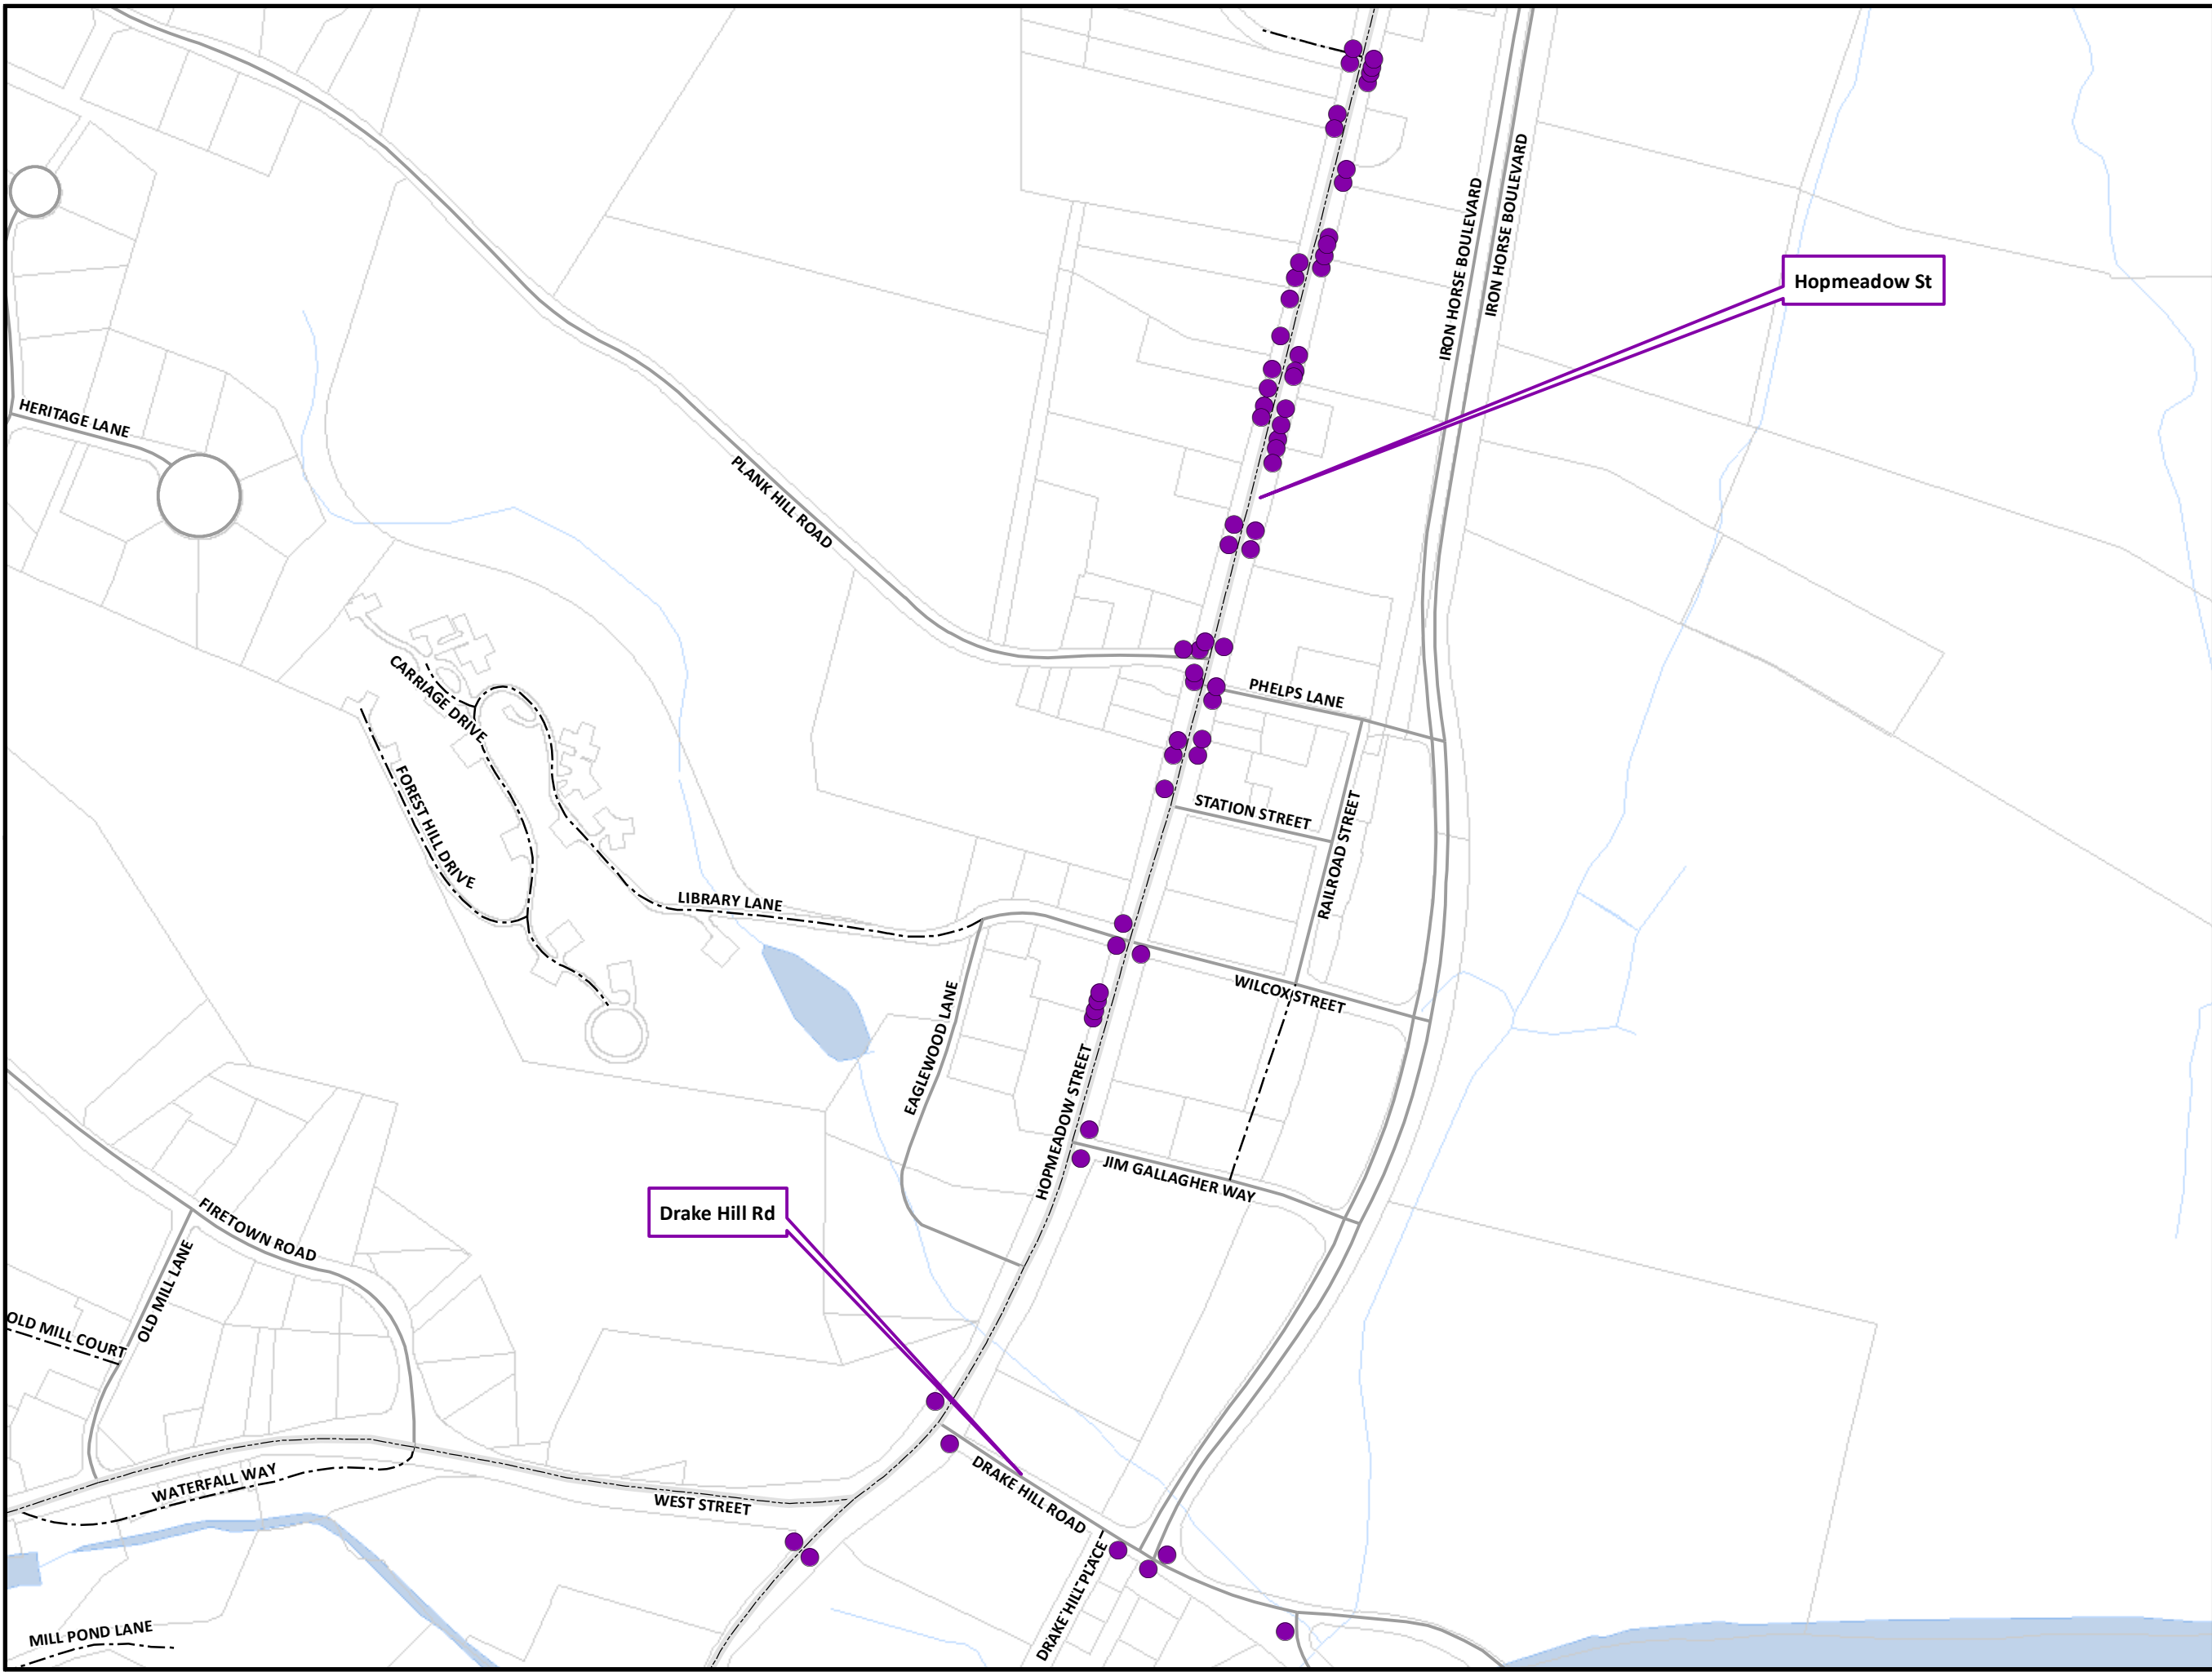 IRON HORSE BOULEVARD
IRON HORSE BOULEVARD
Hopmeadow St
HERITAGE LANE
PLANK HILL ROAD
CARRIAGE DRIVE
PHELPS LANE
FOREST HILL DRIVE
STATION STREET
RAILROAD STREET
LIBRARY LANE
WILCOX STREET
EAGLEWOOD LANE
HOPMEADOW STREET
JIM GALLAGHER WAY
Drake Hill Rd
FIRETOWN ROAD
OLD MILL LANE
OLD MILL COURT
WATERFALL WAY
WEST STREET
DRAKE HILL ROAD
DRAKE HILL PLACE
MILL POND LANE